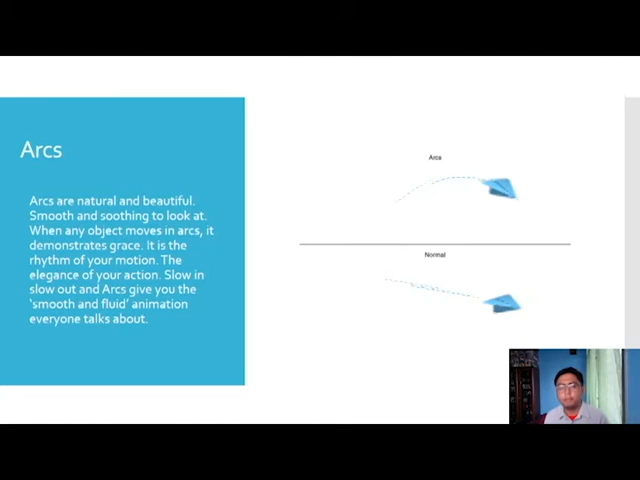 Arcs
Arcs are natural and beautiful.
Smooth and soothing to look at.
When any object moves in arcs, it
demonstrates grace. It is the
rhythm of your motion. The
elegance of your action. Slow in
slow out and Arcs give you the
‘smooth and fluid’ animation
everyone talks about.
Arcs
Normal